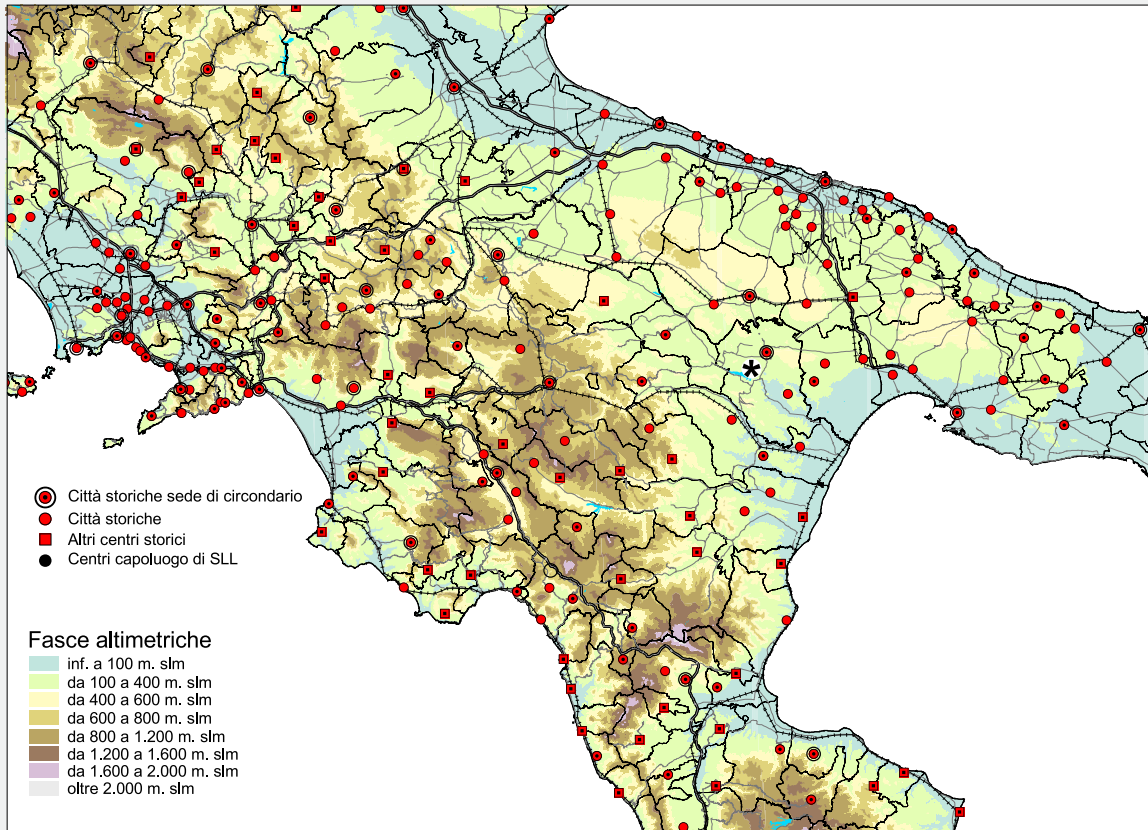 *
Città storiche sede di circondario
Città storiche
Altri centri storici
Centri capoluogo di SLL
Fasce altimetriche
inf. a 100 m. slm
da 100 a 400 m. slm
da 400 a 600 m. slm
da 600 a 800 m. slm
da 800 a 1.200 m. slm
da 1.200 a 1.600 m. slm
da 1.600 a 2.000 m. slm
oltre 2.000 m. slm